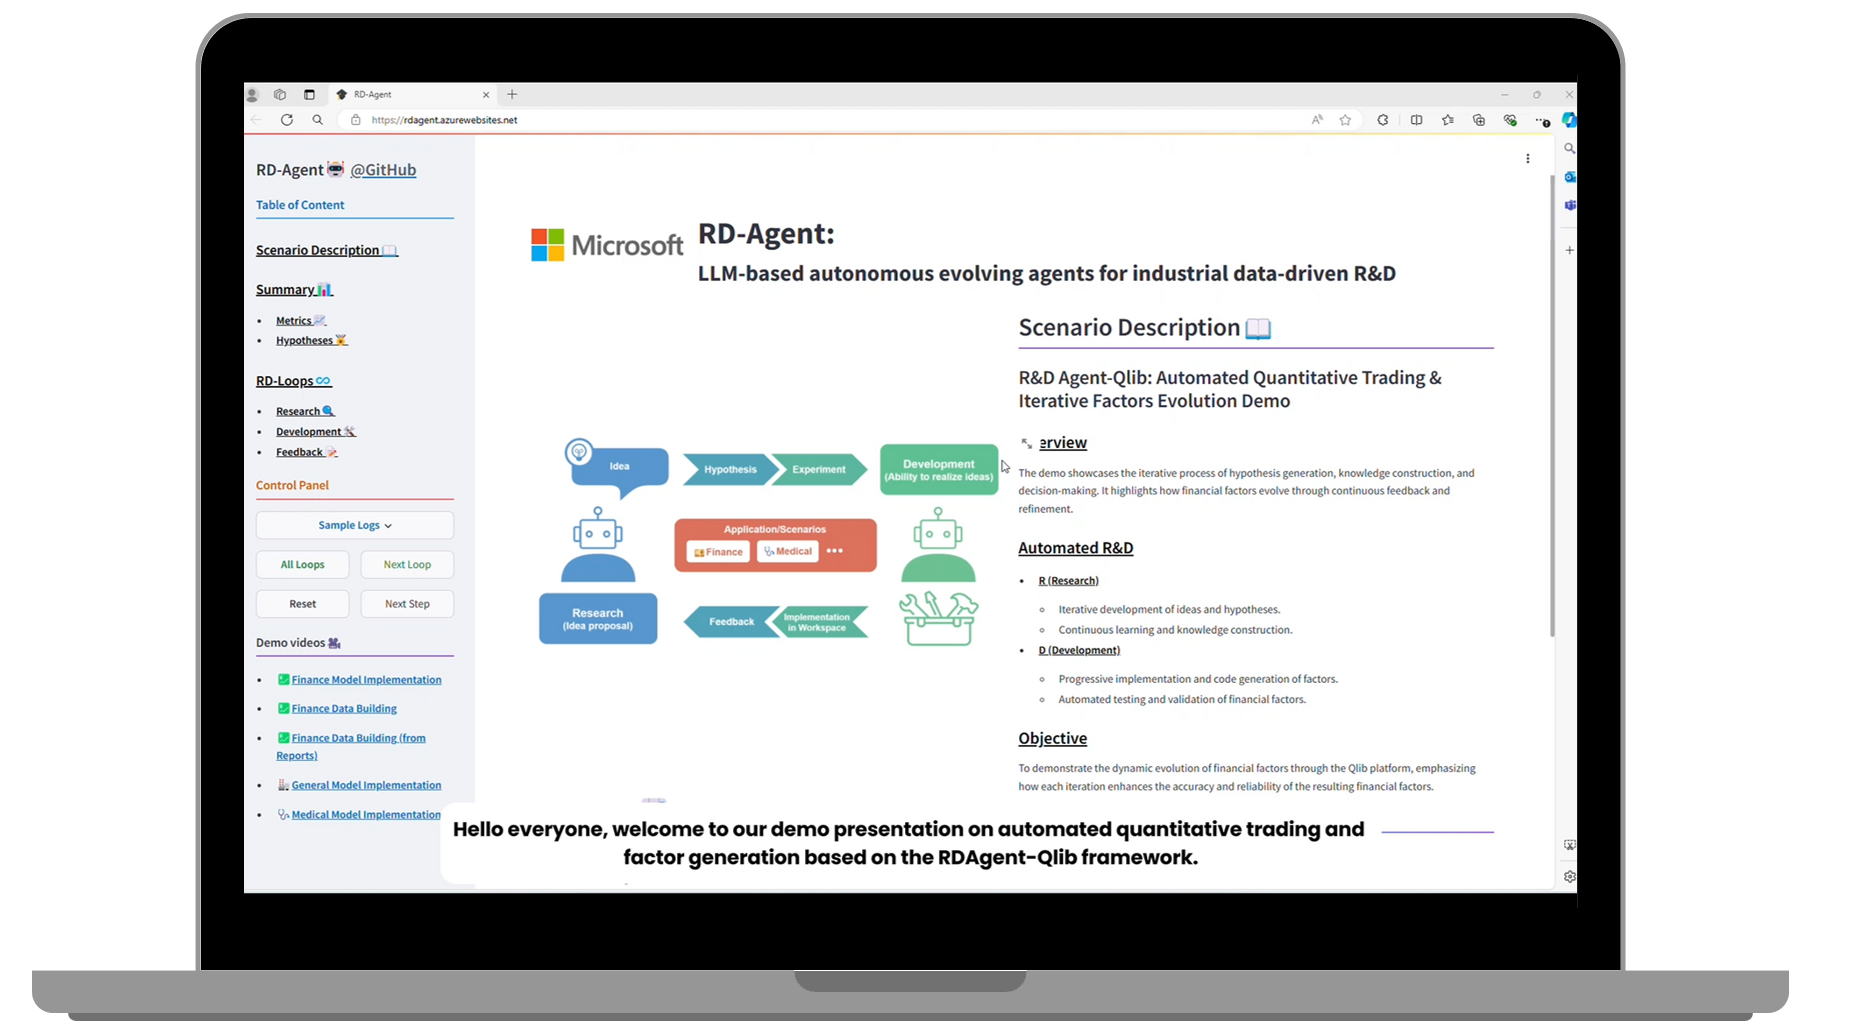 RD-Agent
https://rdagent.azurewebsites.net
RD-Agent @GitHub
Table of Content
Scenario Description
Summary
Metrics
Hypotheses
RD-Loops
Research
Development
Feedback
Control Panel
Sample Logs
All Loops
Next Loop
Reset
Next Step
Demo videos
Finance Model Implementation
Finance Data Building
Finance Data Building (from
Reports)
General Model Implementation
Medical Model Implementation
Microsoft
RD-Agent:
LLM-based autonomous evolving agents for industrial data-driven R&D
Idea
Hypothesis
Experiment
Development
(Ability to realize ideas)
Application/Scenarios
Finance
Medical
•••
Research
(Idea proposal)
Feedback
Implementation
in Workspace
Scenario Description
R&D Agent-Qlib: Automated Quantitative Trading &
Iterative Factors Evolution Demo
erview
The demo showcases the iterative process of hypothesis generation, knowledge construction, and
decision-making. It highlights how financial factors evolve through continuous feedback and
refinement.
Automated R&D
R (Research)
Iterative development of ideas and hypotheses.
Continuous learning and knowledge construction.
D (Development)
Progressive implementation and code generation of factors.
Automated testing and validation of financial factors.
Objective
To demonstrate the dynamic evolution of financial factors through the Qlib platform, emphasizing
how each iteration enhances the accuracy and reliability of the resulting financial factors.
Hello everyone, welcome to our demo presentation on automated quantitative trading and
factor generation based on the RDAgent-Qlib framework.